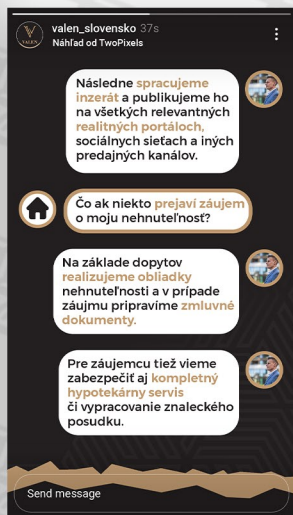 valen_slovensko 37s
Náhľad od TwoPixels
VALEN
Následne spracujeme
inzerát a publikujeme ho
na všetkých relevantných
realitných portáloch,
sociálnych sieťach a iných
predajných kanálov.
Čo ak niekto prejaví záujem
o moju nehnuteľnosť?
Na základe dopytov
realizujeme obliadky
nehnuteľnosti a v prípade
záujmu pripravíme zmluvné
dokumenty.
Pre záujemcu tiež vieme
zabezpečiť aj kompletný
hypotekárny servis
či vypracovanie znaleckého
posudku.
Send message